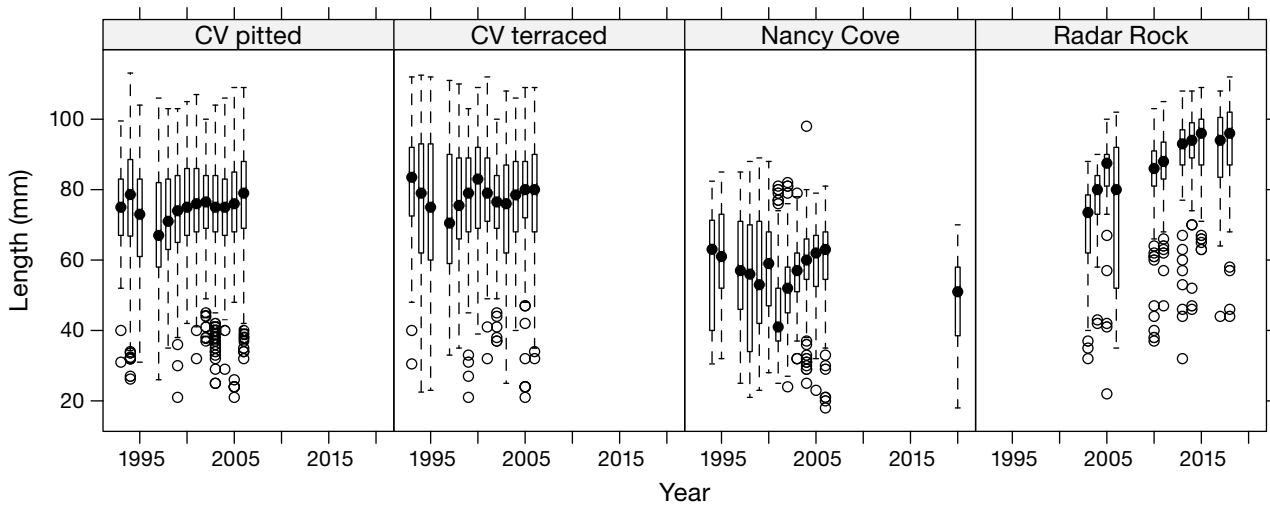 CV pitted CV terraced Nancy Cove Radar Rock
100
80
60
40
20
Length (mm)
1995 2005 2015 1995 2005 2015 1995 2005 2015 1995 2005 2015
Year